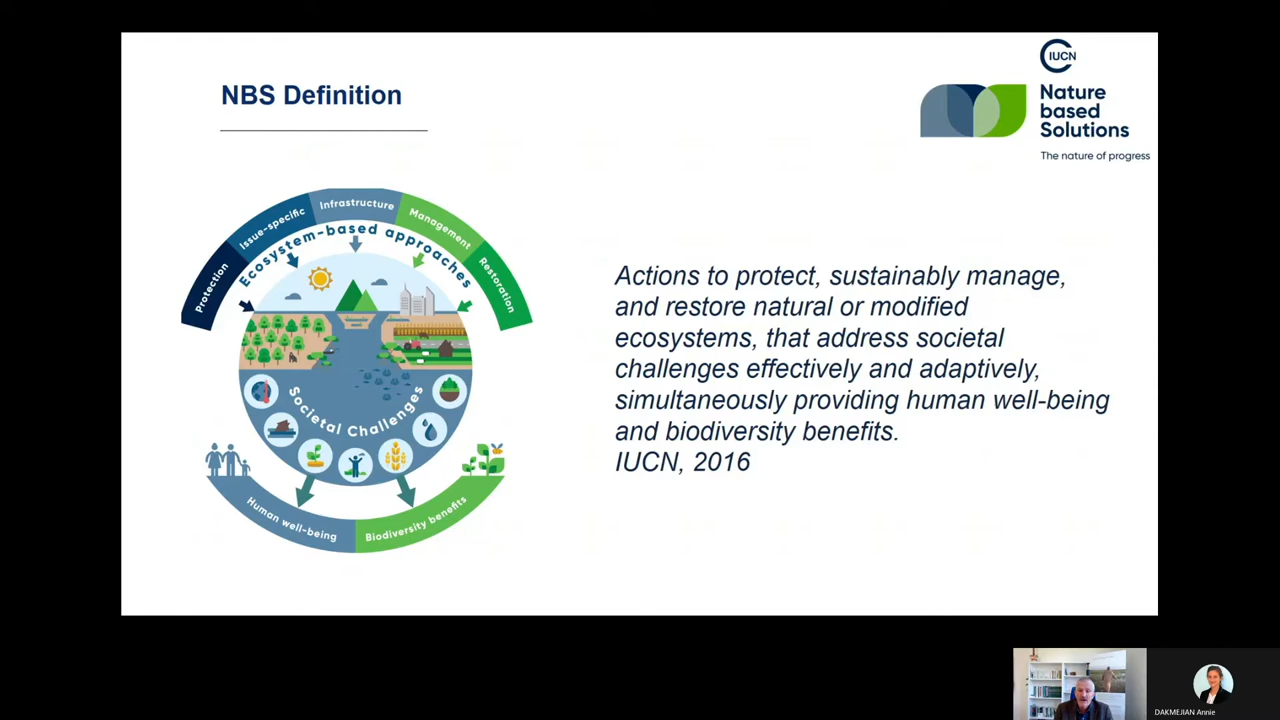 NBS Definition
IUCN
Nature
based
Solutions
The nature of progress
Protection
Issue-specific
Infrastructure
Management
Restoration
Ecosystem-based approaches
Societal Challenges
Human well-being
Biodiversity benefits
Actions to protect, sustainably manage,
and restore natural or modified
ecosystems, that address societal
challenges effectively and adaptively,
simultaneously providing human well-being
and biodiversity benefits.
IUCN, 2016
DAKMEJIAN Annie